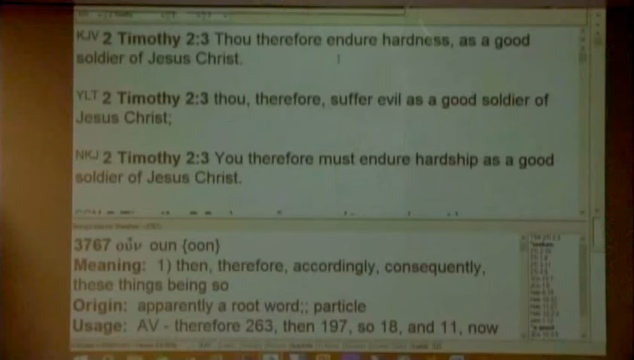 KJV 2 Timothy 2:3 Thou therefore endure hardness, as a good
soldier of Jesus Christ.
YLT 2 Timothy 2:3 thou, therefore, suffer evil as a good soldier of
Jesus Christ;
NKJ 2 Timothy 2:3 You therefore must endure hardship as a good
soldier of Jesus Christ.
3767 οὖν oun {oon}
Meaning: 1) then, therefore, accordingly, consequently,
these things being so
Origin: apparently a root word;; particle
Usage: AV - therefore 263, then 197, so 18, and 11, now